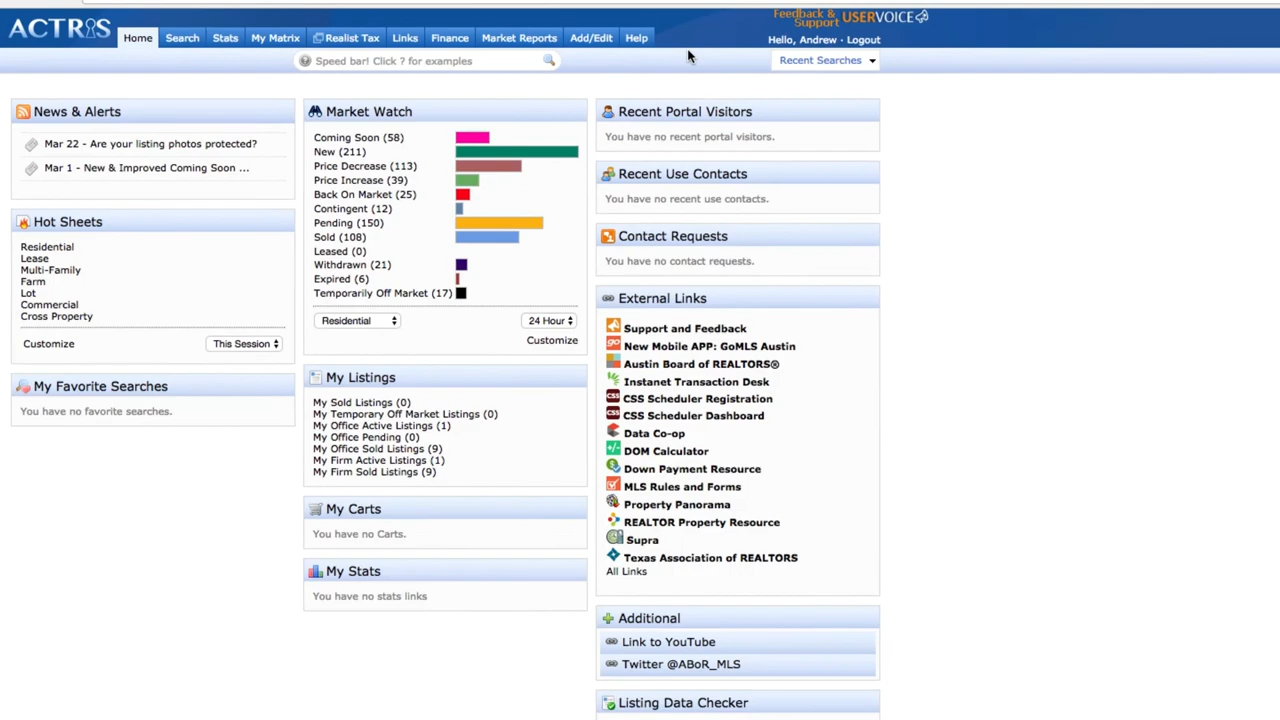 Feedback & Support USERVOICE
ACTRIS
Home Search Stats My Matrix Realist Tax Links Finance Market Reports Add/Edit Help
Hello, Andrew · Logout
Speed bar! Click ? for examples
Recent Searches
News & Alerts
Mar 22 - Are your listing photos protected?
Mar 1 - New & Improved Coming Soon ...
Hot Sheets
Residential
Lease
Multi-Family
Farm
Lot
Commercial
Cross Property
Customize
This Session
My Favorite Searches
You have no favorite searches.
Market Watch
Coming Soon (58)
New (211)
Price Decrease (113)
Price Increase (39)
Back On Market (25)
Contingent (12)
Pending (150)
Sold (108)
Leased (0)
Withdrawn (21)
Expired (6)
Temporarily Off Market (17)
Residential
24 Hour
Customize
My Listings
My Sold Listings (0)
My Temporary Off Market Listings (0)
My Office Active Listings (1)
My Office Pending (0)
My Office Sold Listings (9)
My Firm Active Listings (1)
My Firm Sold Listings (9)
My Carts
You have no Carts.
My Stats
You have no stats links
Recent Portal Visitors
You have no recent portal visitors.
Recent Use Contacts
You have no recent use contacts.
Contact Requests
You have no contact requests.
External Links
Support and Feedback
go New Mobile APP: GoMLS Austin
Austin Board of REALTORS®
Instanet Transaction Desk
CSS CSS Scheduler Registration
CSS CSS Scheduler Dashboard
Data Co-op
DOM Calculator
Down Payment Resource
MLS Rules and Forms
Property Panorama
REALTOR Property Resource
Supra
Texas Association of REALTORS
All Links
Additional
Link to YouTube
Twitter @ABoR_MLS
Listing Data Checker